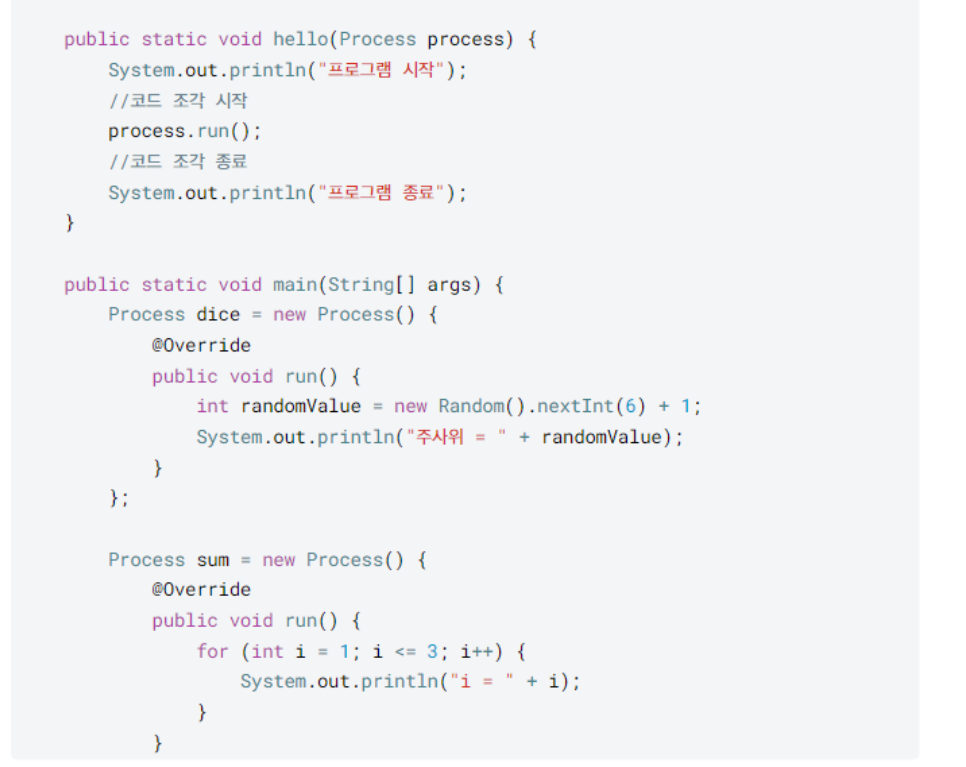 public static void hello(Process process) {
    System.out.println("프로그램 시작");
    //코드 조각 시작
    process.run();
    //코드 조각 종료
    System.out.println("프로그램 종료");
}

public static void main(String[] args) {
    Process dice = new Process() {
        @Override
        public void run() {
            int randomValue = new Random().nextInt(6) + 1;
            System.out.println("주사위 = " + randomValue);
        }
    };

    Process sum = new Process() {
        @Override
        public void run() {
            for (int i = 1; i <= 3; i++) {
                System.out.println("i = " + i);
            }
        }